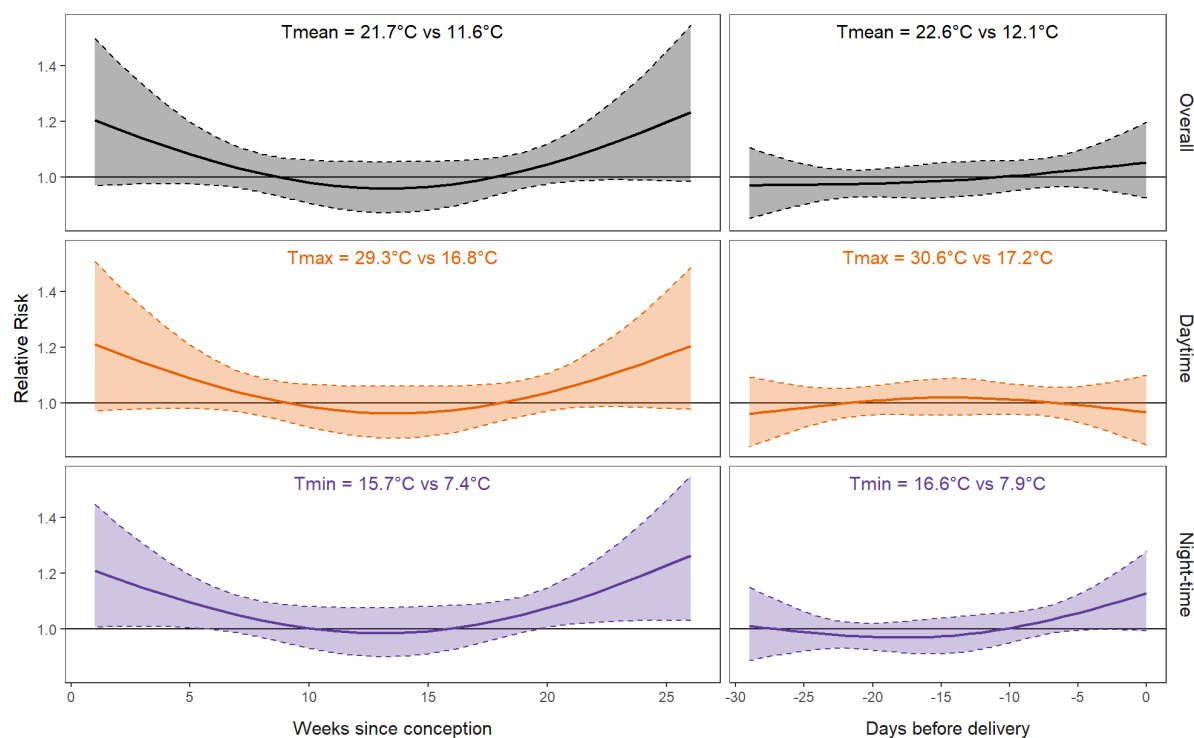 Tmean = 21.7°C vs 11.6°C
Tmean = 22.6°C vs 12.1°C
Overall
1.4
1.2
1.0
Tmax = 29.3°C vs 16.8°C
Tmax = 30.6°C vs 17.2°C
Daytime
Relative Risk
1.4
1.2
1.0
Tmin = 15.7°C vs 7.4°C
Tmin = 16.6°C vs 7.9°C
Night-time
1.4
1.2
1.0
0 5 10 15 20 25
-30 -25 -20 -15 -10 -5 0
Weeks since conception
Days before delivery